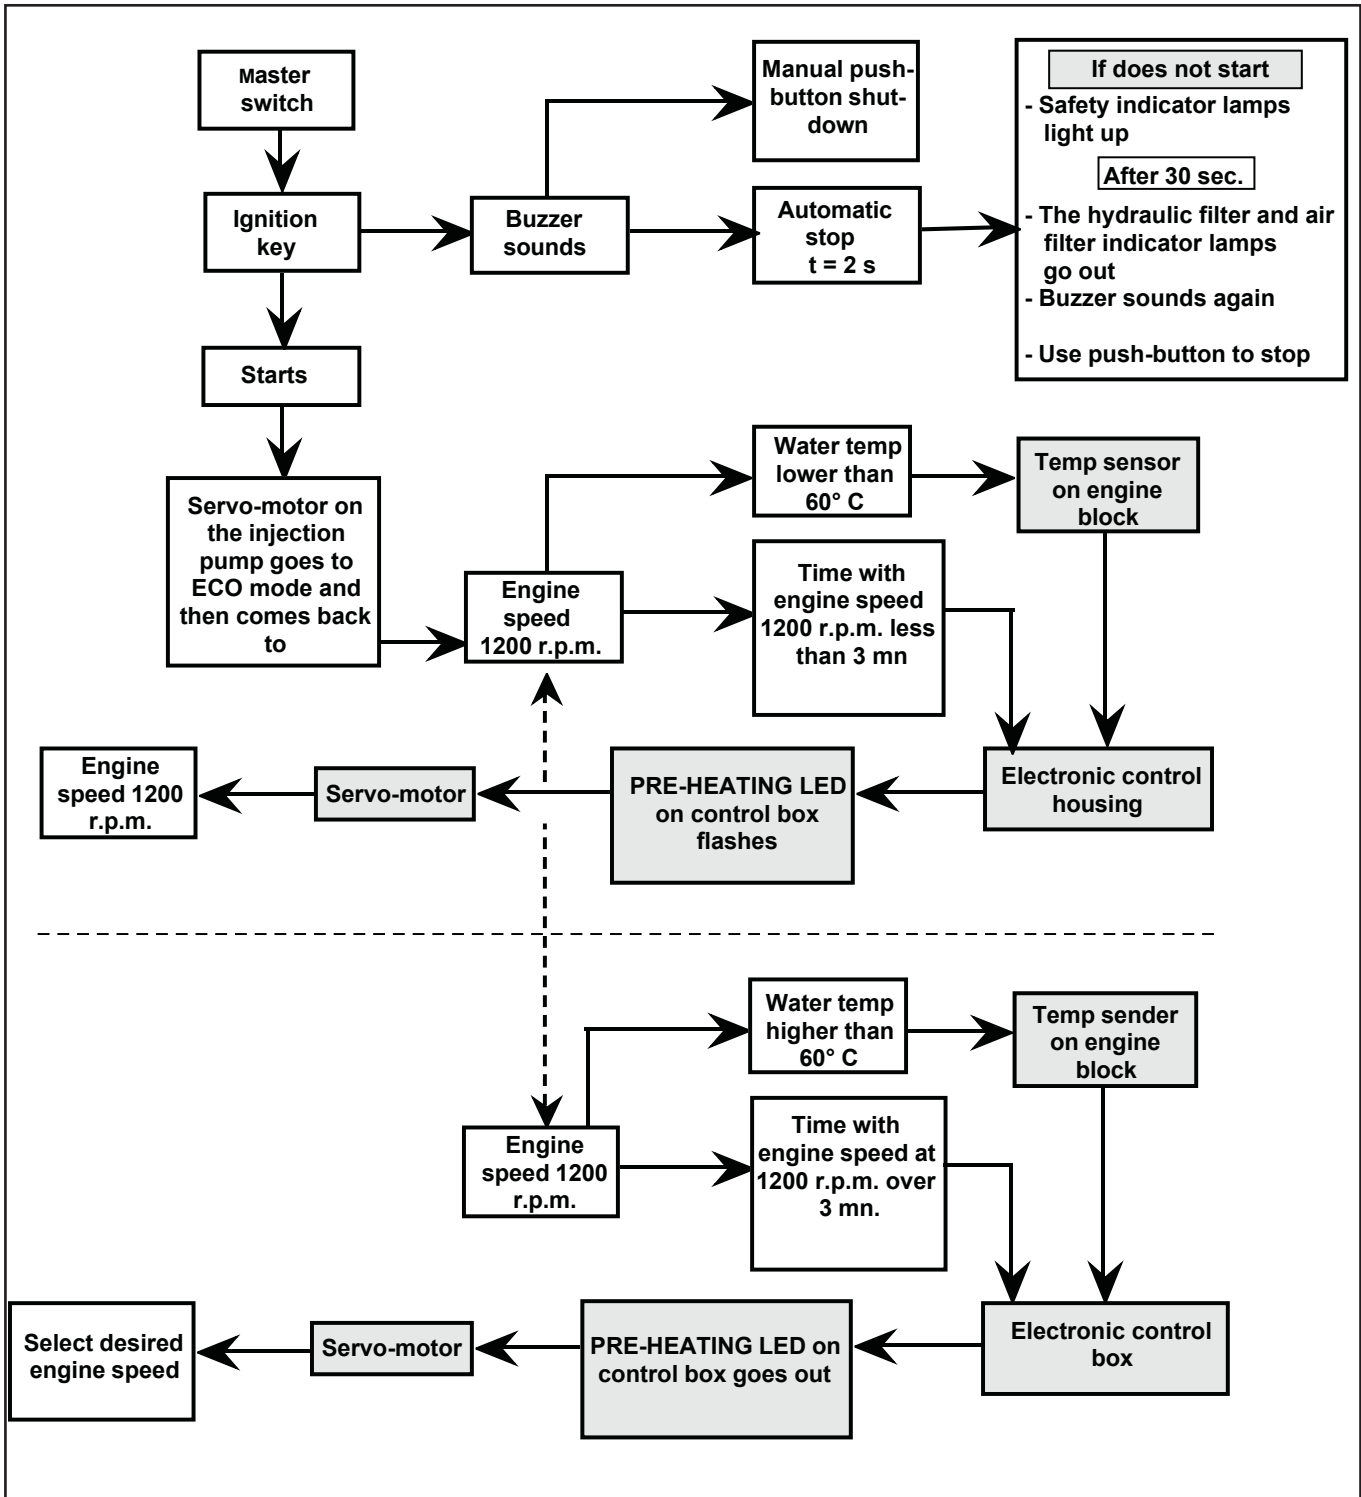 Master
switch
Manual push-
button shut-
down
If does not start
- Safety indicator lamps
light up
After 30 sec.
- The hydraulic filter and air
filter indicator lamps
go out
- Buzzer sounds again
- Use push-button to stop
Ignition
key
Buzzer
sounds
Automatic
stop
t = 2 s
Starts
Servo-motor on
the injection
pump goes to
ECO mode and
then comes back
to
Engine
speed
1200 r.p.m.
Water temp
lower than
60° C
Temp sensor
on engine
block
Time with
engine speed
1200 r.p.m. less
than 3 mn
Engine
speed 1200
r.p.m.
Servo-motor
PRE-HEATING LED
on control box
flashes
Electronic control
housing
Water temp
higher than
60° C
Temp sender
on engine
block
Engine
speed 1200
r.p.m.
Time with
engine speed at
1200 r.p.m. over
3 mn.
Select desired
engine speed
Servo-motor
PRE-HEATING LED on
control box goes out
Electronic control
box